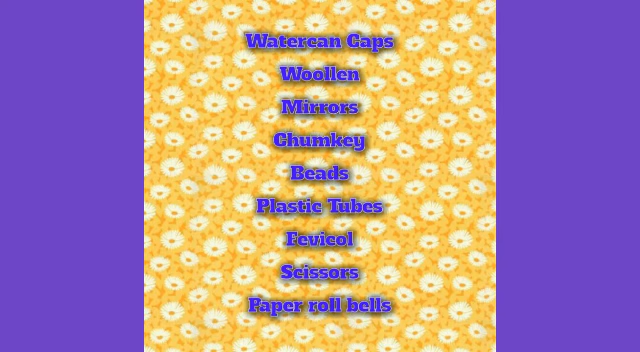 Watercan Caps
Woollen
Mirrors
Chumkey
Beads
Plastic Tubes
Fevicol
Scissors
Paper roll bells